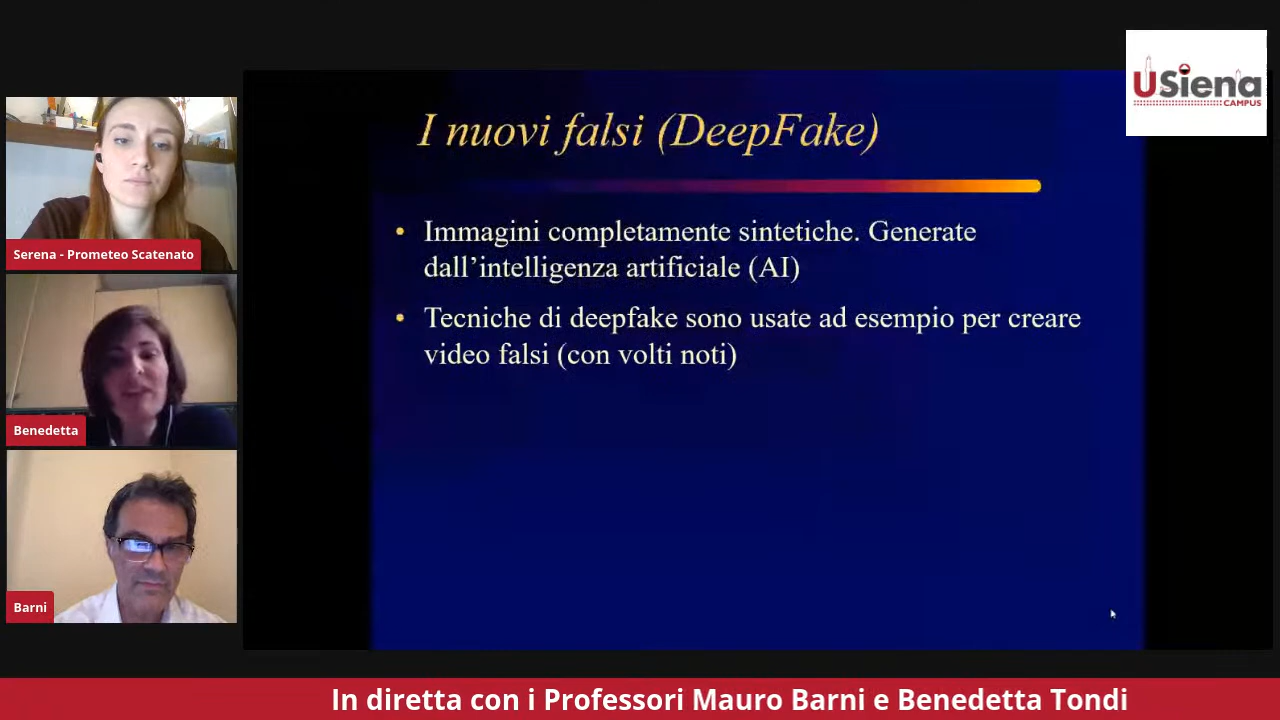 USiena
CAMPUS
I nuovi falsi (DeepFake)
• Immagini completamente sintetiche. Generate
dall’intelligenza artificiale (AI)
• Tecniche di deepfake sono usate ad esempio per creare
video falsi (con volti noti)
Serena - Prometeo Scatenato
Benedetta
Barni
In diretta con i Professori Mauro Barni e Benedetta Tondi